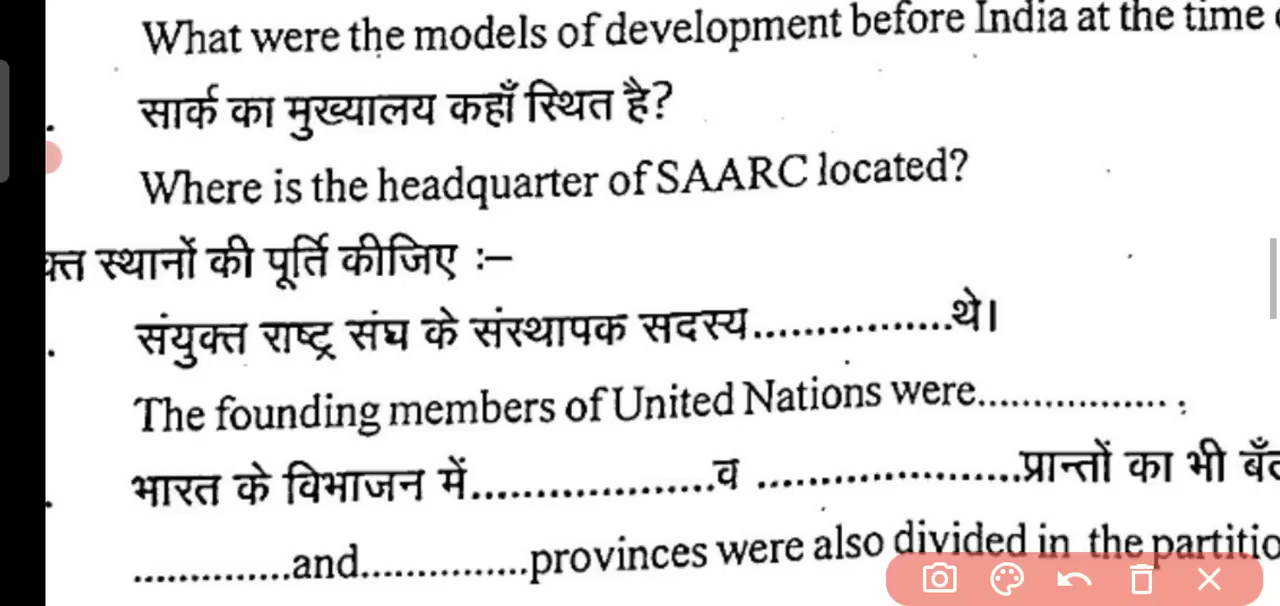 What were the models of development before India at the time
सार्क का मुख्यालय कहाँ स्थित है?
Where is the headquarter of SAARC located?
स्थानों की पूर्ति कीजिए :–
संयुक्त राष्ट्र संघ के संस्थापक सदस्य.................थे।
The founding members of United Nations were.................. :
भारत के विभाजन में....................व ......................प्रान्तों का भी
..............and...............provinces were also divided in the